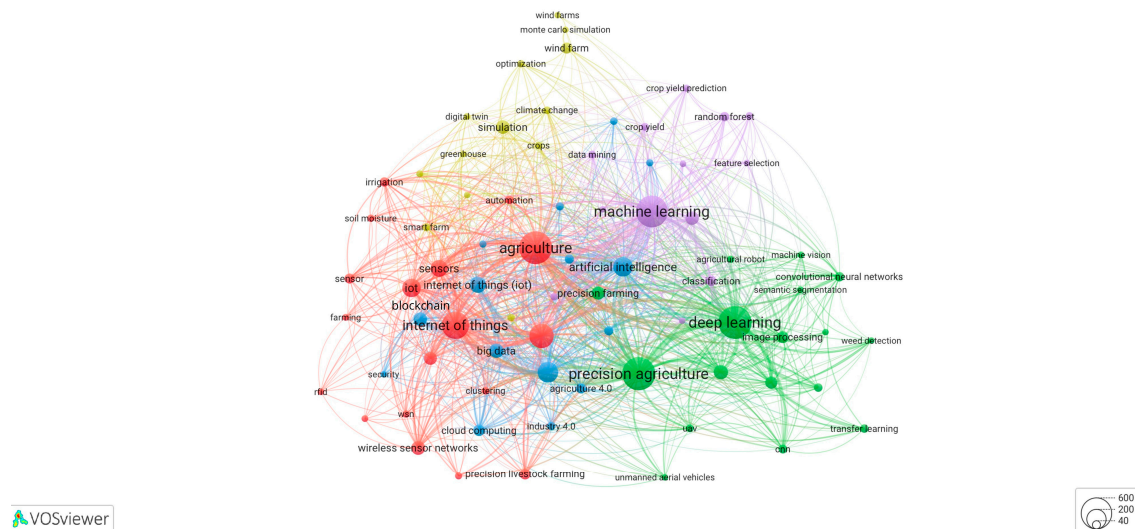 wind farms
monte carlo simulation
wind farm
optimization
crop yield prediction
climate change
digital twin
random forest
simulation
crop yield
crops
greenhouse
data mining
feature selection
irrigation
automation
machine learning
soil moisture
smart farm
agriculture
machine vision
agricultural robot
sensors
artificial intelligence
sensor
convolutional neural networks
classification
internet of things (iot)
iot
semantic segmentation
precision farming
blockchain
farming
internet of things
deep learning
image processing
weed detection
big data
security
precision agriculture
agriculture 4.0
rfid
clustering
wsn
industry 4.0
cloud computing
uav
transfer learning
wireless sensor networks
cnn
precision livestock farming
unmanned aerial vehicles
VOSviewer
600
200
40